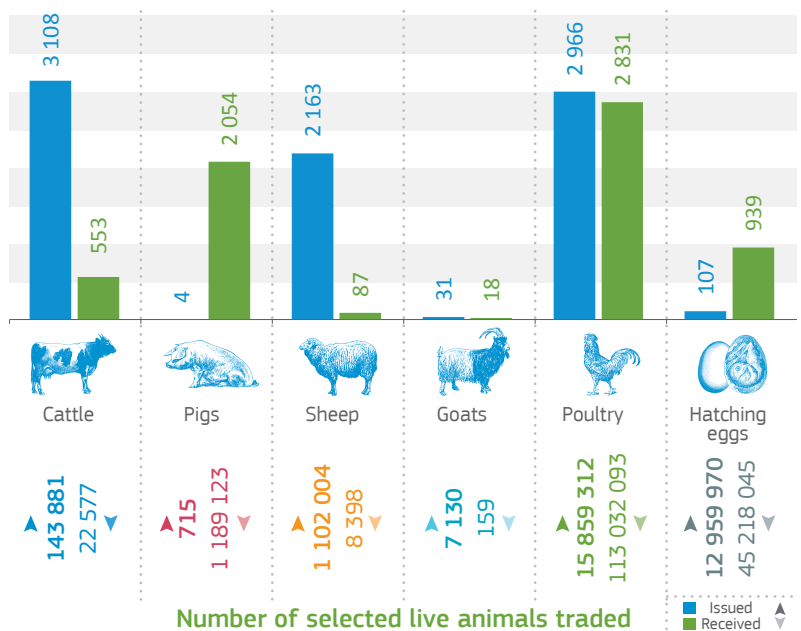 3 108
553
4
2 054
2 163
87
31
18
2 966
2 831
107
939
Cattle
Pigs
Sheep
Goats
Poultry
Hatching
eggs
143 881
22 577
715
1 189 123
1 102 004
8 398
7 130
159
15 859 312
113 032 093
12 959 970
45 218 045
Number of selected live animals traded
Issued
Received